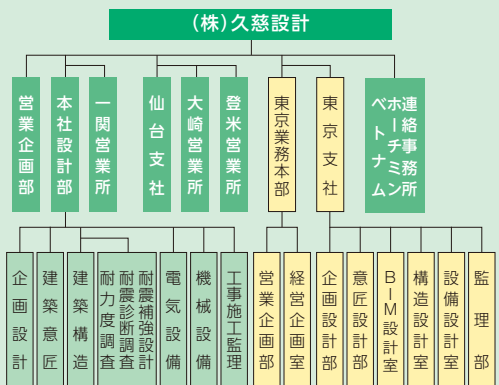 (株)久慈設計
営業企画部
本社設計部
一関営業所
仙台支社
大崎営業所
登米営業所
東京業務本部
東京支社
ベトナム
ホーチミン
連絡事務所
企画設計
建築意匠
建築構造
耐力度調査
耐震診断調査
耐震補強設計
電気設備
機械設備
工事施工監理
営業企画部
経営企画室
企画設計部
意匠設計部
BIM設計室
構造設計室
設備設計室
監理部